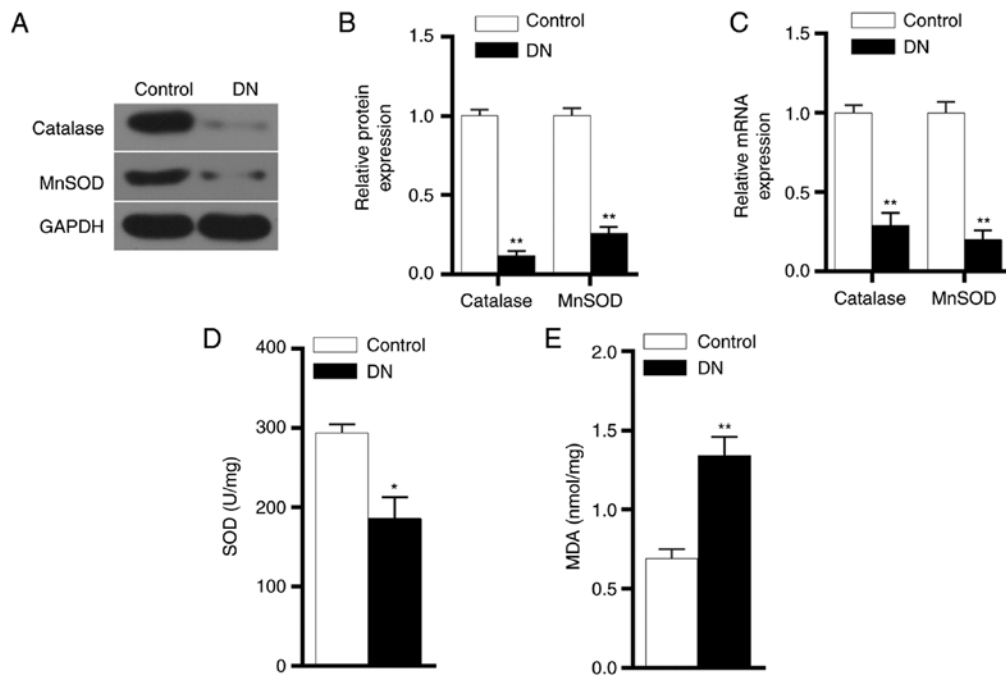 A
Control DN
Catalase
MnSOD
GAPDH
B
Control
DN
Relative protein
expression
1.5
1.0
0.5
0.0
**
**
Catalase MnSOD
C
Control
DN
Relative mRNA
expression
1.5
1.0
0.5
0.0
**
**
Catalase MnSOD
D
Control
DN
SOD (U/mg)
400
300
200
100
0
*
E
Control
DN
MDA (nmol/mg)
2.0
1.5
1.0
0.5
0.0
**